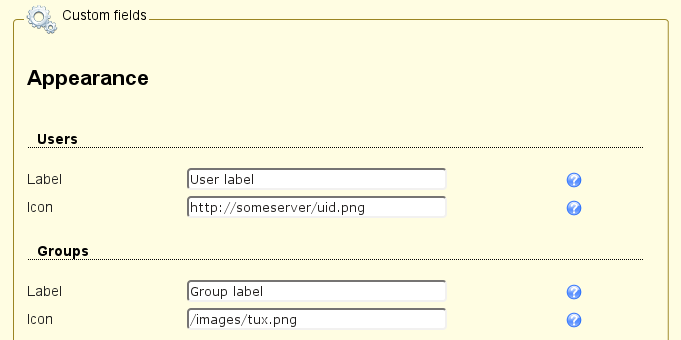 Custom fields
Appearance
Users
Label User label
Icon http://someserver/uid.png
Groups
Label Group label
Icon /images/tux.png